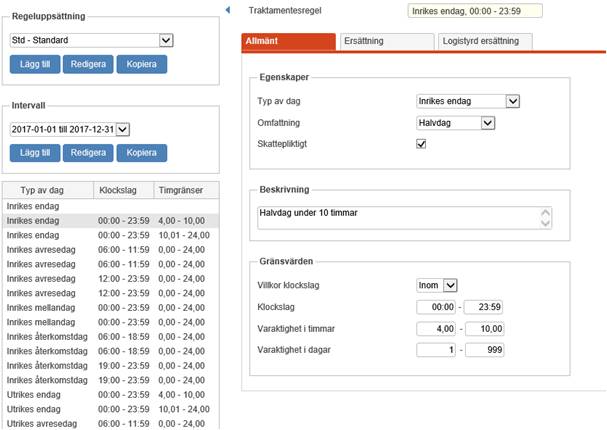 Regeluppsättning
Std - Standard
Lägg till Redigera Kopiera
Intervall
2017-01-01 till 2017-12-31
Lägg till Redigera Kopiera
Typ av dag Klockslag Timgränser
Inrikes endag
Inrikes endag 00:00 - 23:59 4,00 - 10,00
Inrikes endag 00:00 - 23:59 10,01 - 24,00
Inrikes avresedag 06:00 - 11:59 0,00 - 24,00
Inrikes avresedag 06:00 - 11:59 0,00 - 24,00
Inrikes avresedag 12:00 - 23:59 0,00 - 24,00
Inrikes avresedag 12:00 - 23:59 0,00 - 24,00
Inrikes mellandag 00:00 - 23:59 0,00 - 24,00
Inrikes mellandag 00:00 - 23:59 0,00 - 24,00
Inrikes återkomstdag 06:00 - 18:59 0,00 - 24,00
Inrikes återkomstdag 06:00 - 18:59 0,00 - 24,00
Inrikes återkomstdag 19:00 - 23:59 0,00 - 24,00
Inrikes återkomstdag 19:00 - 23:59 0,00 - 24,00
Utrikes endag 00:00 - 23:59 4,00 - 10,00
Utrikes endag 00:00 - 23:59 10,01 - 24,00
Utrikes avresedag 06:00 - 11:59 0,00 - 24,00
Traktamentesregel Inrikes endag, 00:00 - 23:59
Allmänt Ersättning Logistyrd ersättning
Egenskaper
Typ av dag Inrikes endag
Omfattning Halvdag
Skattepliktigt
Beskrivning
Halvdag under 10 timmar
Gränsvärden
Villkor klockslag Inom
Klockslag 00:00 - 23:59
Varaktighet i timmar 4,00 - 10,00
Varaktighet i dagar 1 - 999